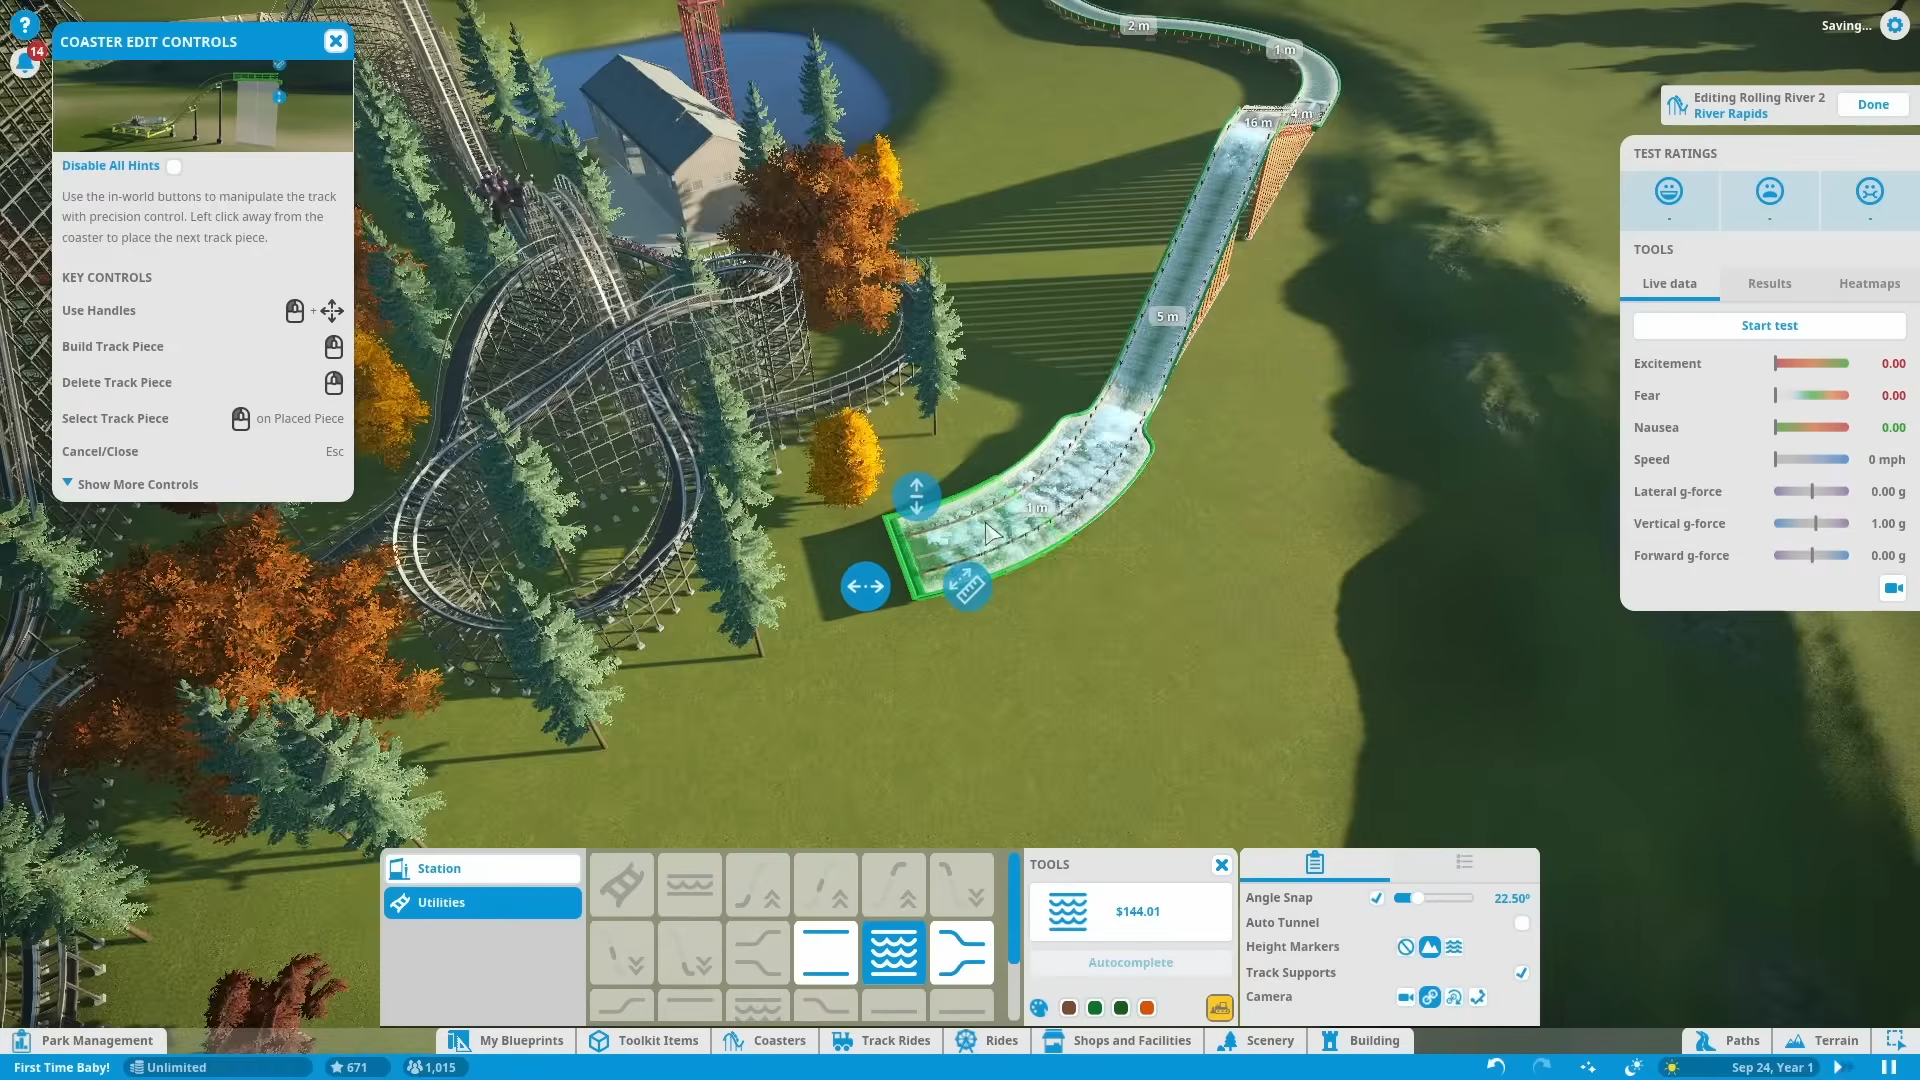 ?
14
COASTER EDIT CONTROLS
Disable All Hints
Use the in-world buttons to manipulate the track
with precision control. Left click away from the
coaster to place the next track piece.
KEY CONTROLS
Use Handles
+
Build Track Piece
Delete Track Piece
Select Track Piece
on Placed Piece
Cancel/Close
Esc
Show More Controls
2 m
1 m
4 m
16 m
5 m
1 m
Saving...
Editing Rolling River 2
River Rapids
Done
TEST RATINGS
- - -
TOOLS
Live data
Results
Heatmaps
Start test
Excitement 0.00
Fear 0.00
Nausea 0.00
Speed 0 mph
Lateral g-force 0.00 g
Vertical g-force 1.00 g
Forward g-force 0.00 g
Station
Utilities
TOOLS
$144.01
Autocomplete
Angle Snap 22.50°
Auto Tunnel
Height Markers
Track Supports
Camera
Park Management
My Blueprints
Toolkit Items
Coasters
Track Rides
Rides
Shops and Facilities
Scenery
Building
Paths
Terrain
First Time Baby!
Unlimited
671
1,015
Sep 24, Year 1